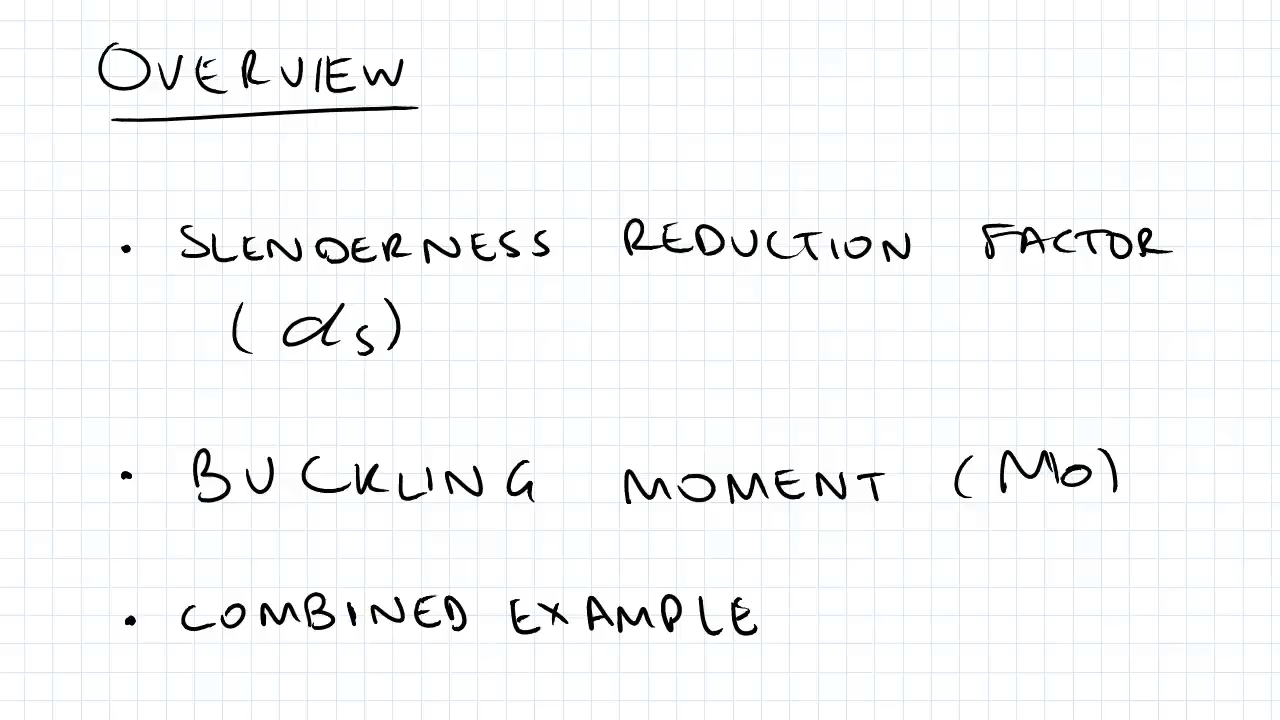 OVERVIEW
• SLENDERNESS REDUCTION FACTOR
(αs)
• BUCKLING MOMENT (Mo)
• COMBINED EXAMPLE